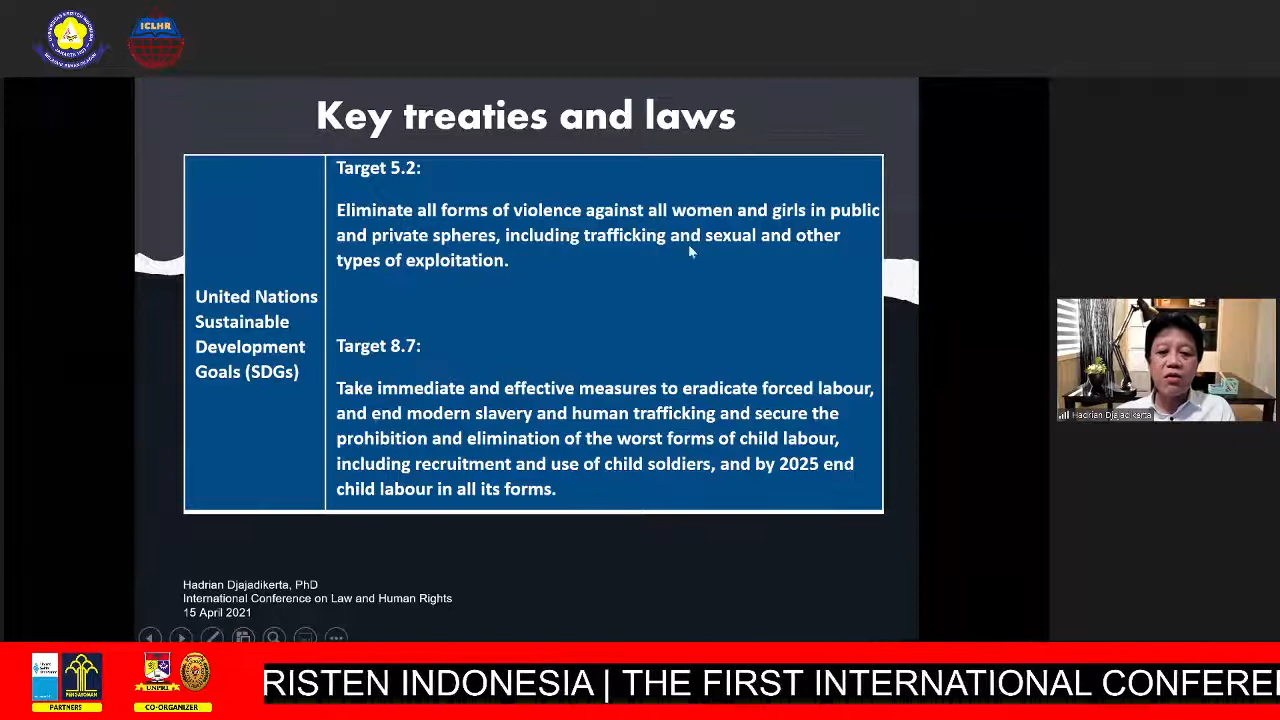 ICLHR
Key treaties and laws
United Nations
Sustainable
Development
Goals (SDGs)
Target 5.2:
Eliminate all forms of violence against all women and girls in public
and private spheres, including trafficking and sexual and other
types of exploitation.
Target 8.7:
Take immediate and effective measures to eradicate forced labour,
and end modern slavery and human trafficking and secure the
prohibition and elimination of the worst forms of child labour,
including recruitment and use of child soldiers, and by 2025 end
child labour in all its forms.
Hadrian Djajadikerta
Hadrian Djajadikerta, PhD
International Conference on Law and Human Rights
15 April 2021
PENGAYOMAN
PARTNERS
UNPRI
CO-ORGANIZER
RISTEN INDONESIA | THE FIRST INTERNATIONAL CONFERE